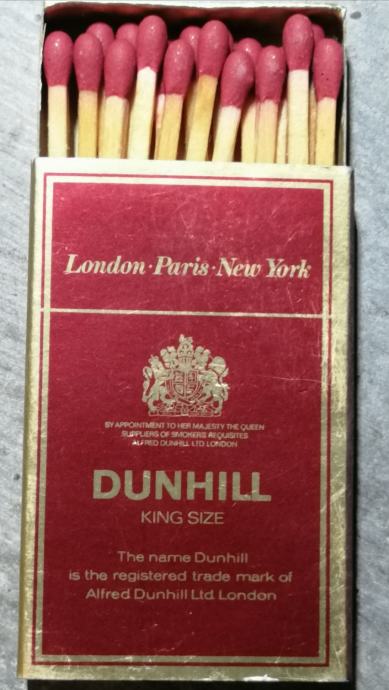 London·Paris·New York
BY APPOINTMENT TO HER MAJESTY THE QUEEN
SUPPLIERS OF SMOKERS REQUISITES
ALFRED DUNHILL LTD LONDON
DUNHILL
KING SIZE
The name Dunhill
is the registered trade mark of
Alfred Dunhill Ltd. London